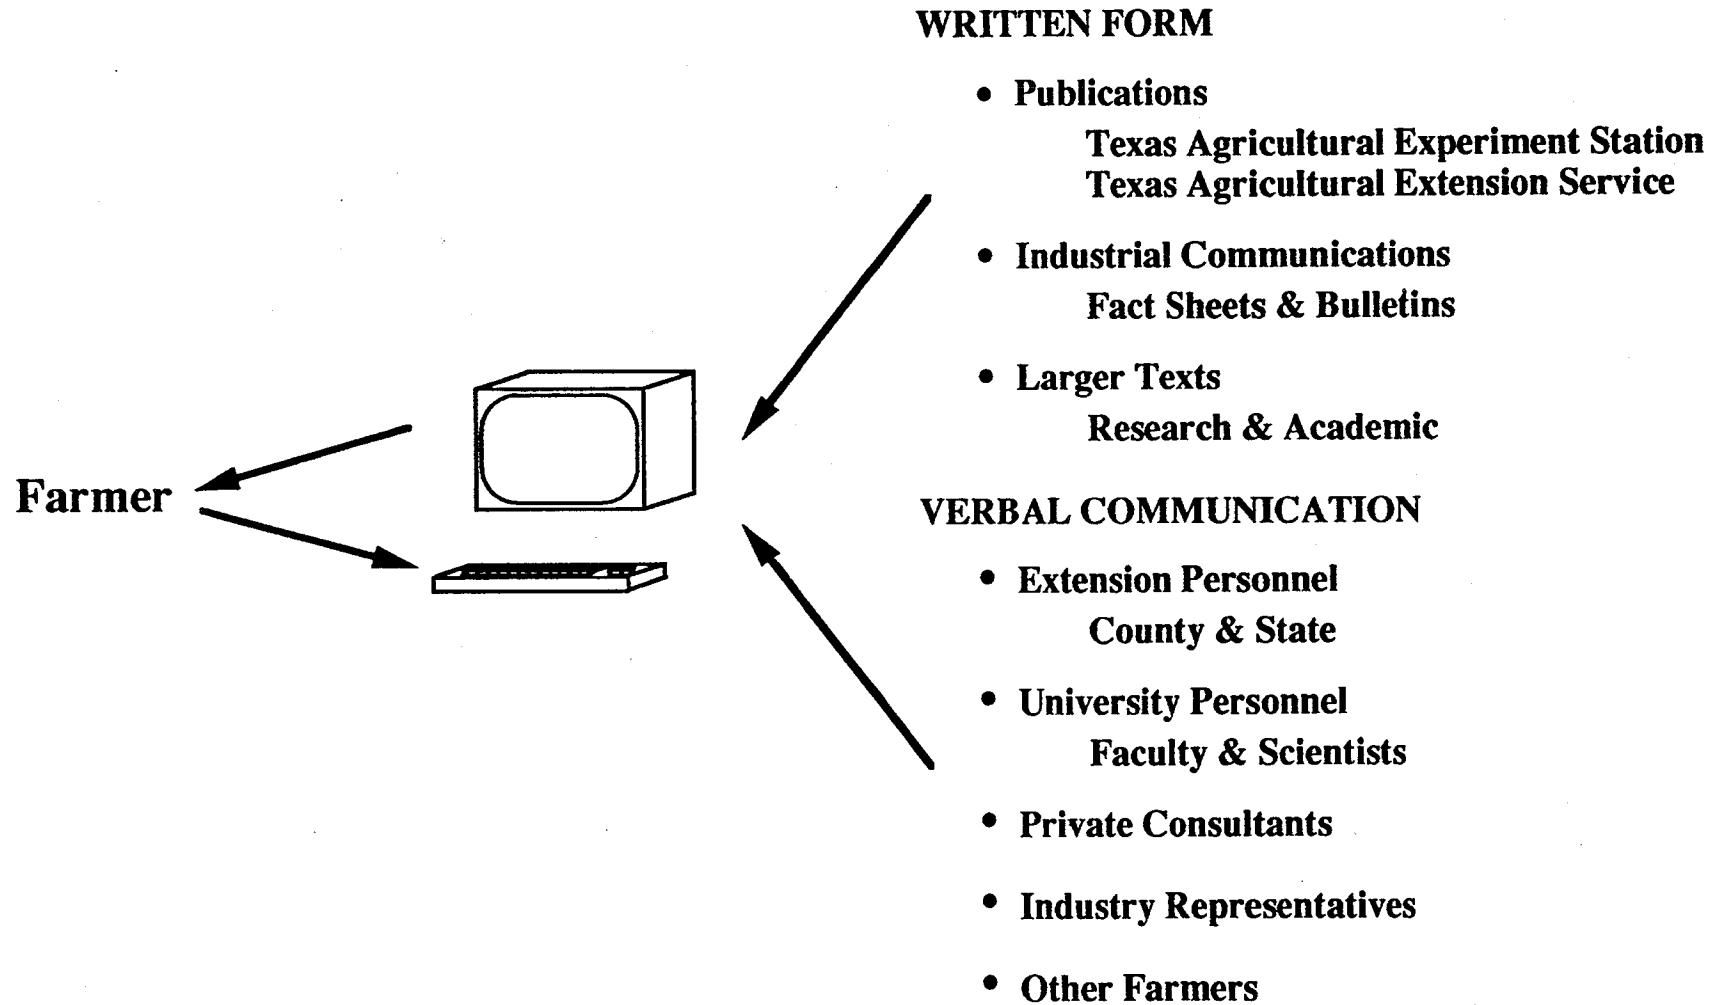 WRITTEN FORM
• Publications
Texas Agricultural Experiment Station
Texas Agricultural Extension Service
• Industrial Communications
Fact Sheets & Bulletins
• Larger Texts
Research & Academic
Farmer
VERBAL COMMUNICATION
• Extension Personnel
County & State
• University Personnel
Faculty & Scientists
• Private Consultants
• Industry Representatives
• Other Farmers